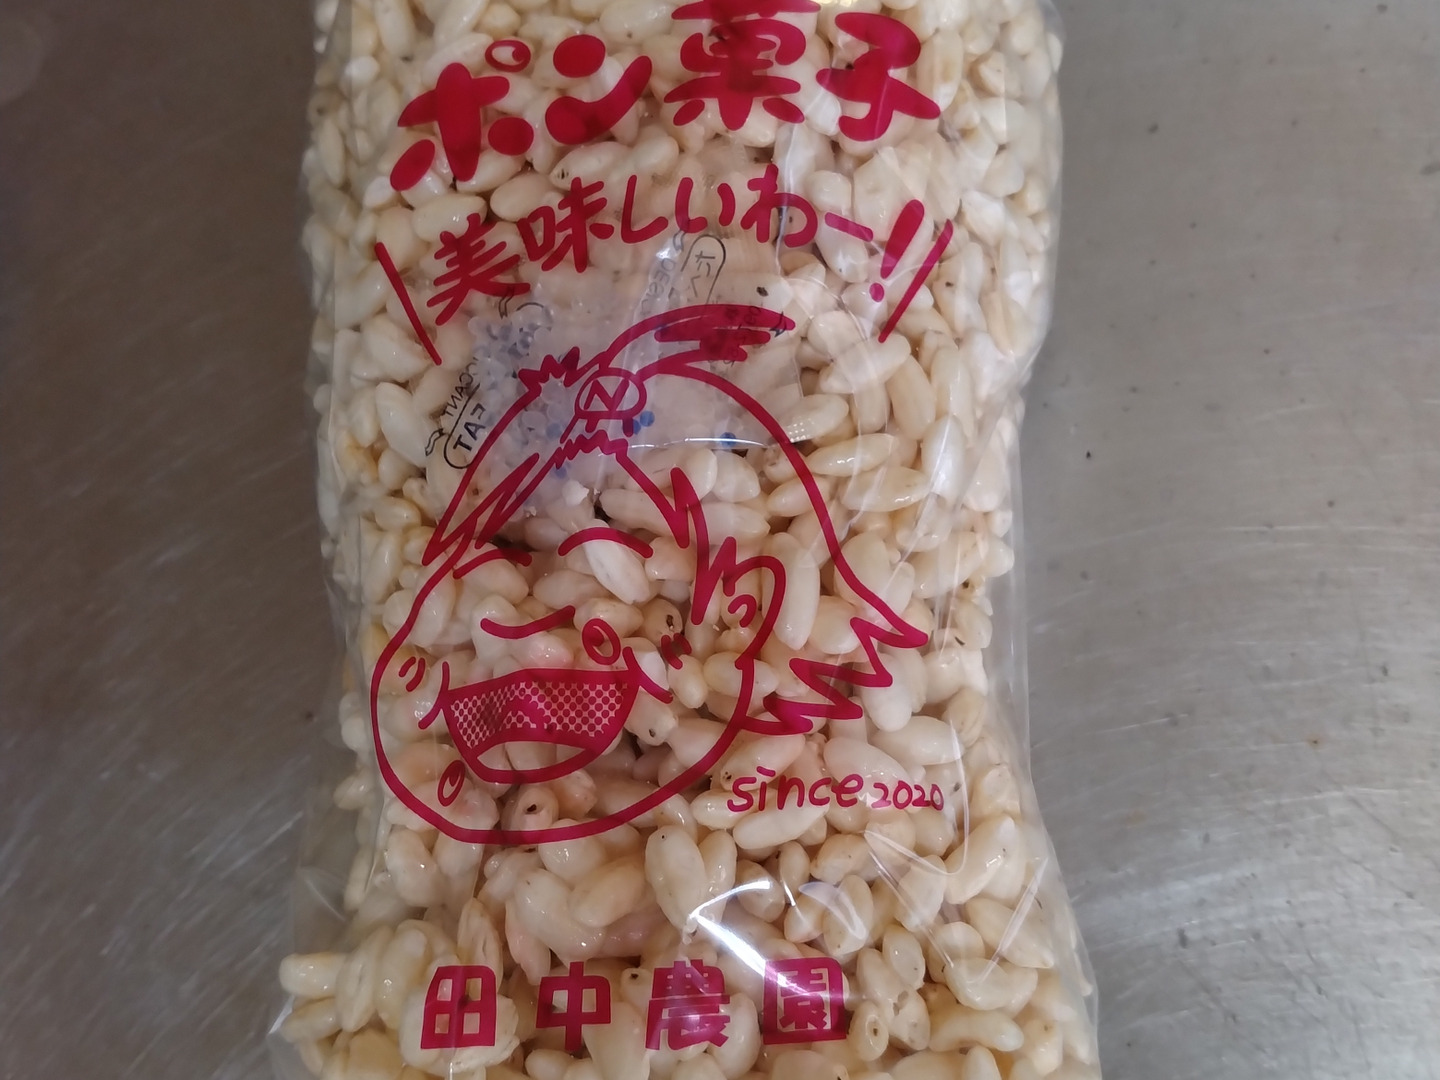 ポン菓子
美味しいわー!
N
since 2020
田中農園